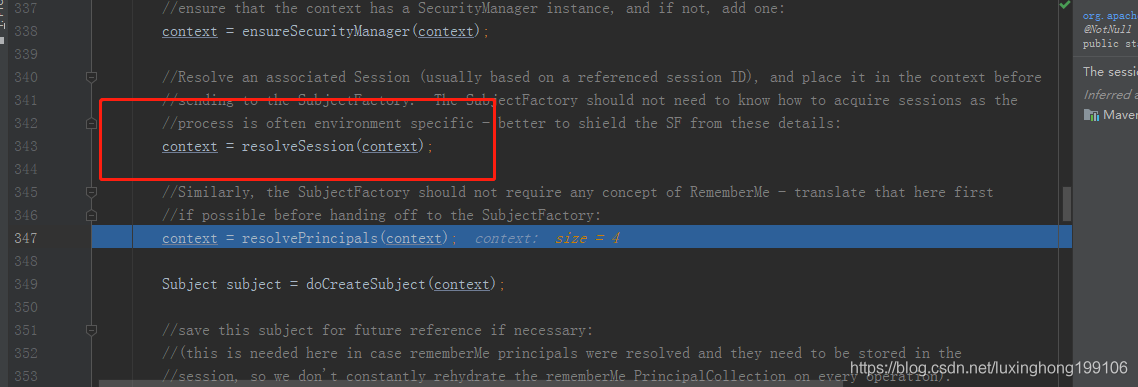 337 //ensure that the context has a SecurityManager instance, and if not, add one:
338 context = ensureSecurityManager(context);
339
340 //Resolve an associated Session (usually based on a referenced session ID), and place it in the context before
341 //sending to the SubjectFactory. The SubjectFactory should not need to know how to acquire sessions as the
342 //process is often environment specific - better to shield the SF from these details:
343 context = resolveSession(context);
344
345 //Similarly, the SubjectFactory should not require any concept of RememberMe - translate that here first
346 //if possible before handing off to the SubjectFactory:
347 context = resolvePrincipals(context); context: size = 4
348
349 Subject subject = doCreateSubject(context);
350
351 //save this subject for future reference if necessary:
352 //(this is needed here in case rememberMe principals were resolved and they need to be stored in the
353 //session, so we don't constantly rehydrate the rememberMe PrincipalCollection on every operation).
org.apac
@NotNull
public st
The sessi
Inferred a
Maven
https://blog.csdn.net/luxinghong199106